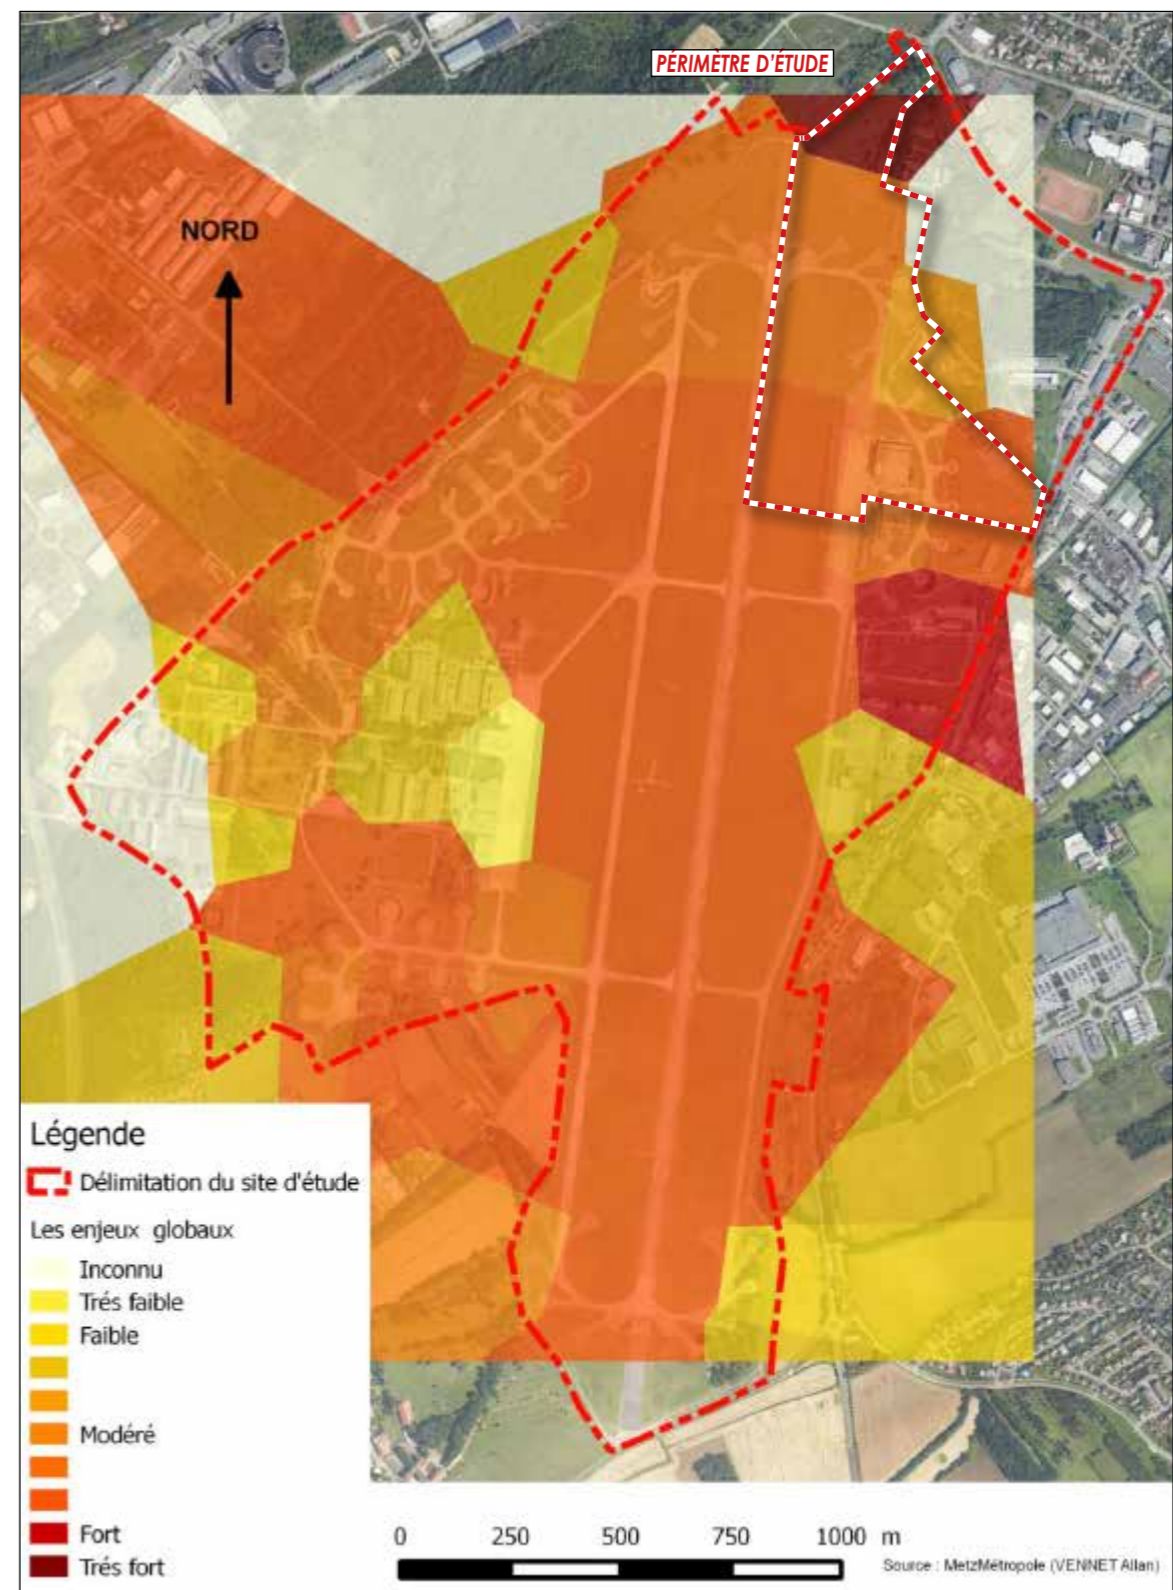 PÉRIMÈTRE D'ÉTUDE
NORD
Légende
Délimitation du site d'étude
Les enjeux globaux
Inconnu
Trés faible
Faible
Modéré
Fort
Trés fort
0 250 500 750 1000 m
Source : MetzMétropole (VENNET Allan)